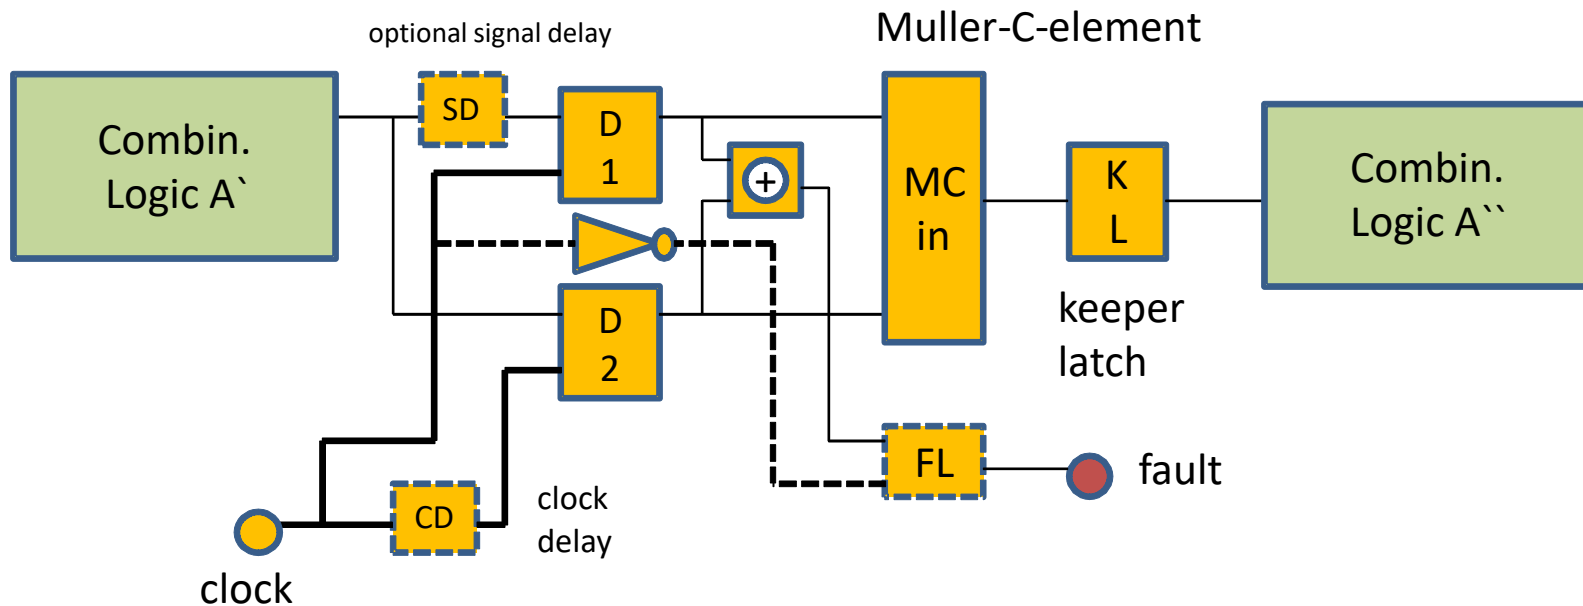 optional signal delay
Muller-C-element
Combin.
Logic A`
SD
D
1
+
MC
in
K
L
Combin.
Logic A``
D
2
keeper
latch
FL
fault
CD
clock
delay
clock